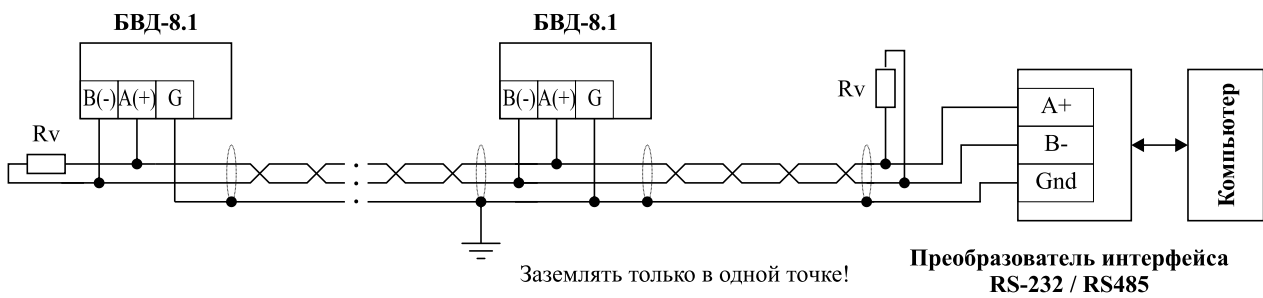 БВД-8.1
БВД-8.1
B(-) A(+) G
B(-) A(+) G
Rv
Rv
A+
B-
Gnd
Компьютер
Заземлять только в одной точке!
Преобразователь интерфейса
RS-232 / RS485